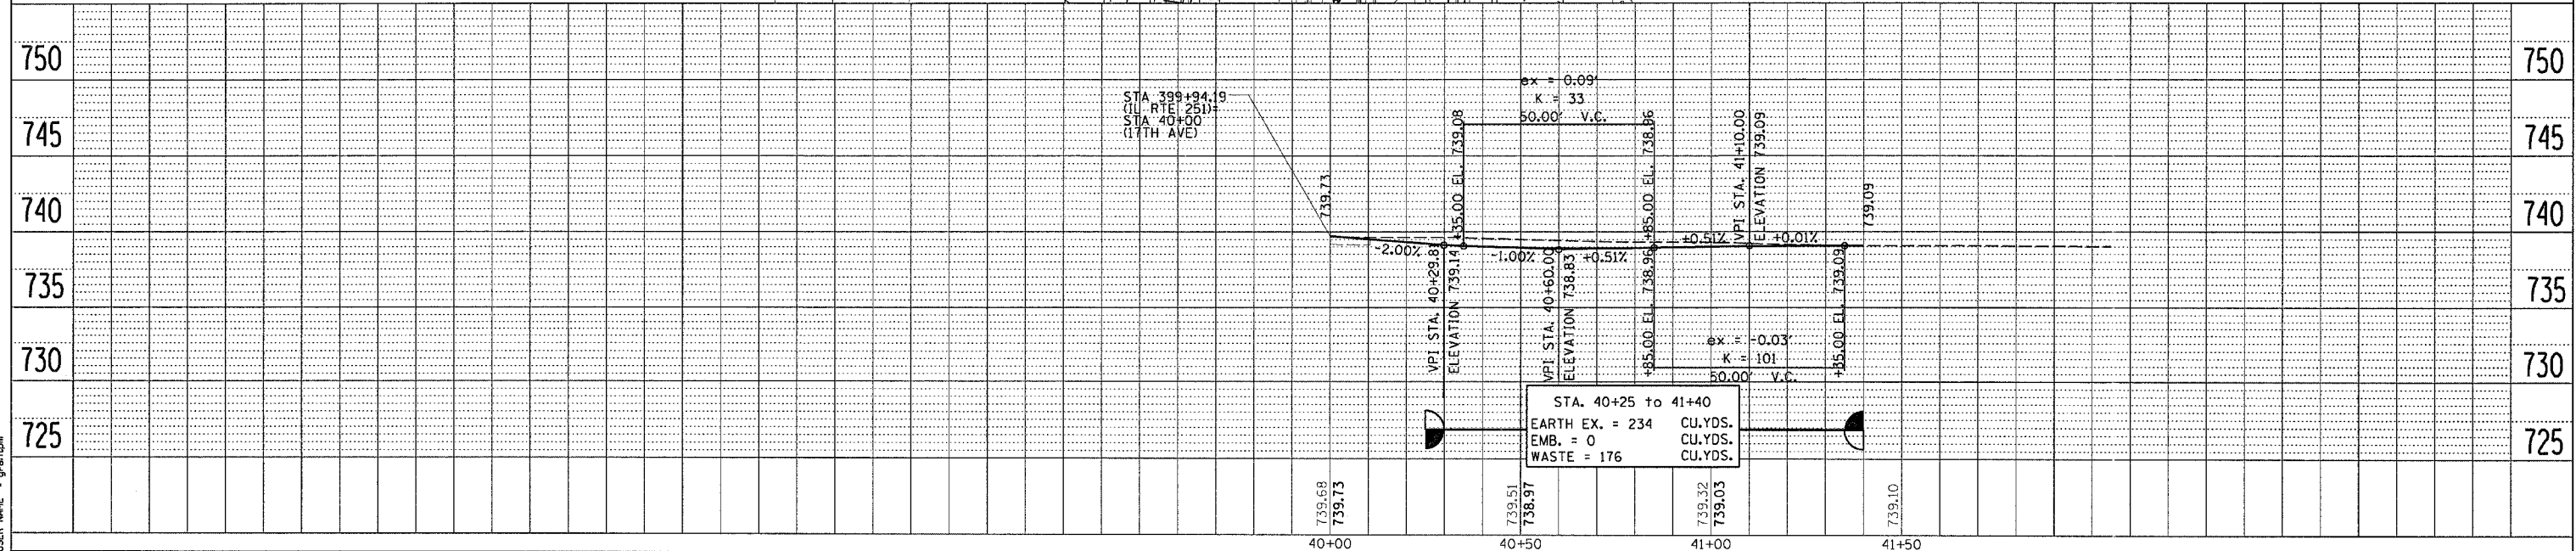 750
745
740
735
730
725
STA 399+94.19
(IL RTE 251)=
STA 40+00
(17TH AVE)
739.73
ex = 0.09'
K = 33
50.00' V.C.
+35.00 EL. 739.08
+85.00 EL. 738.96
VPI STA. 41+10.00
ELEVATION 739.09
739.09
-2.00%
-1.00%
+0.51%
+0.51%
+0.01%
VPI STA. 40+29.81
ELEVATION 739.14
VPI STA. 40+60.00
ELEVATION 738.83
+85.00 EL. 738.96
+35.00 EL. 739.09
ex = -0.03'
K = 101
50.00' V.C.
STA. 40+25 to 41+40
EARTH EX. = 234 CU.YDS.
EMB. = 0 CU.YDS.
WASTE = 176 CU.YDS.
739.68
739.73
739.51
738.97
739.32
739.03
739.10
40+00
40+50
41+00
41+50
750
745
740
735
730
725
USER NAME =